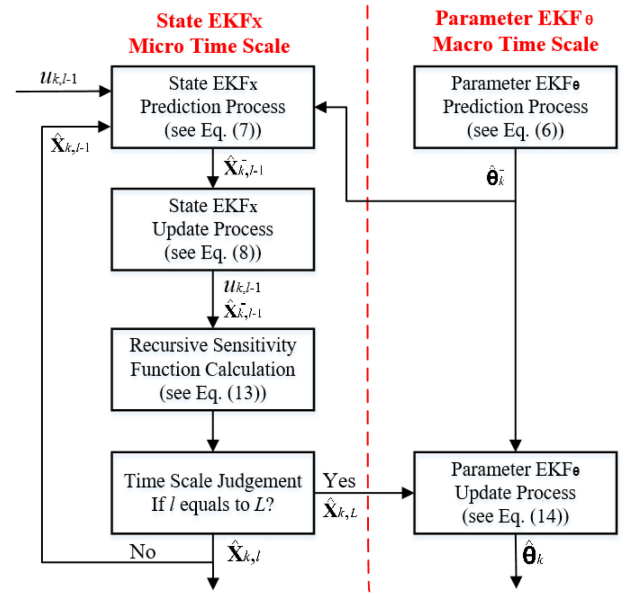 State EKFx
Micro Time Scale
Parameter EKF θ
Macro Time Scale
u k,l-1
State EKFx
Prediction Process
(see Eq. (7))
Parameter EKFθ
Prediction Process
(see Eq. (6))
X̂ k,l-1
X̂⁻ k,l-1
θ̂⁻ k
State EKFx
Update Process
(see Eq. (8))
u k,l-1
X̂⁻ k,l-1
Recursive Sensitivity
Function Calculation
(see Eq. (13))
Time Scale Judgement
If l equals to L?
Yes
X̂ k,L
Parameter EKFθ
Update Process
(see Eq. (14))
No
X̂ k,l
θ̂ k